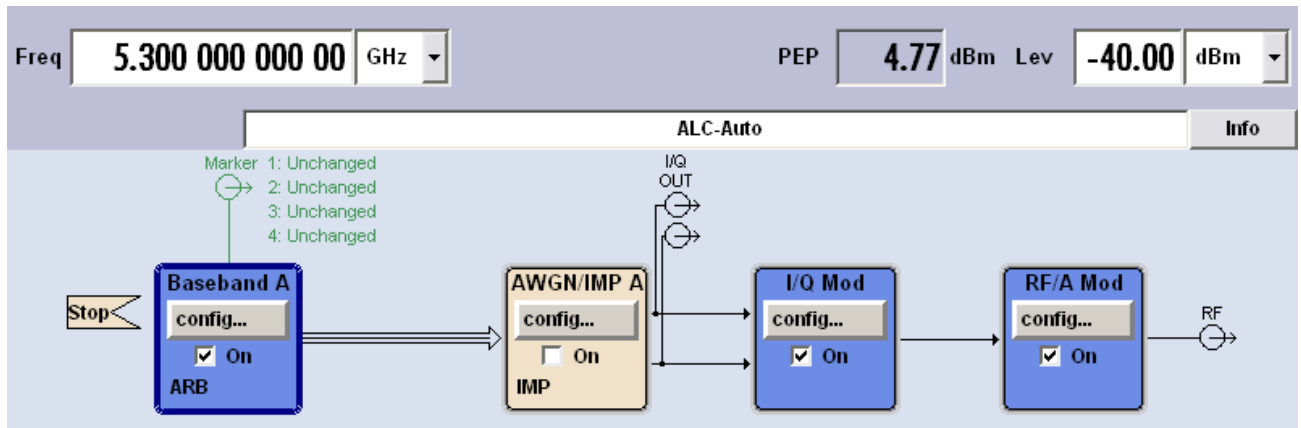 Freq 5.300 000 000 00 GHz PEP 4.77 dBm Lev -40.00 dBm
ALC-Auto Info
Marker 1: Unchanged
2: Unchanged
3: Unchanged
4: Unchanged
I/Q
OUT
Baseband A AWGN/IMP A I/Q Mod RF/A Mod
Stop config... config... config... config... RF
On On On On
ARB IMP